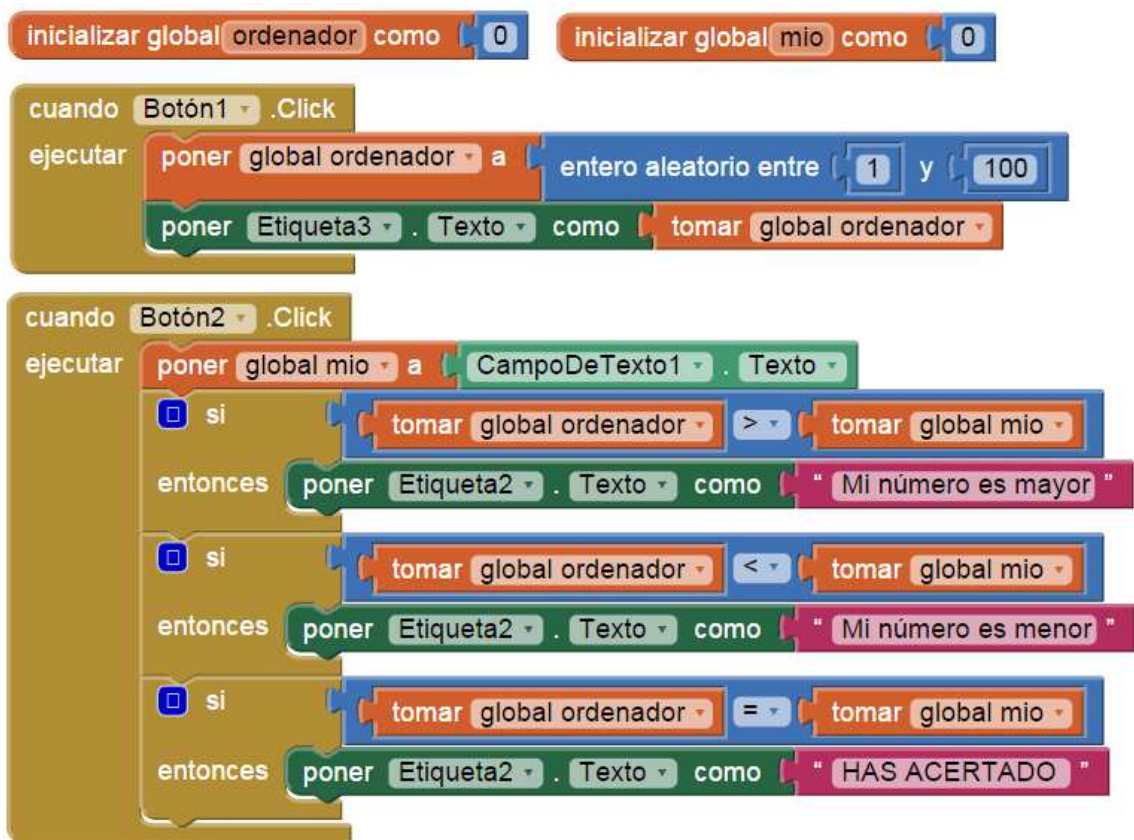 inicializar global ordenador como 0 inicializar global mio como 0
cuando Botón1 .Click
ejecutar poner global ordenador a entero aleatorio entre 1 y 100
poner Etiqueta3 . Texto como tomar global ordenador
cuando Botón2 .Click
ejecutar poner global mio a CampoDeTexto1 . Texto
si tomar global ordenador > tomar global mio
entonces poner Etiqueta2 . Texto como " Mi número es mayor "
si tomar global ordenador < tomar global mio
entonces poner Etiqueta2 . Texto como " Mi número es menor "
si tomar global ordenador = tomar global mio
entonces poner Etiqueta2 . Texto como " HAS ACERTADO "